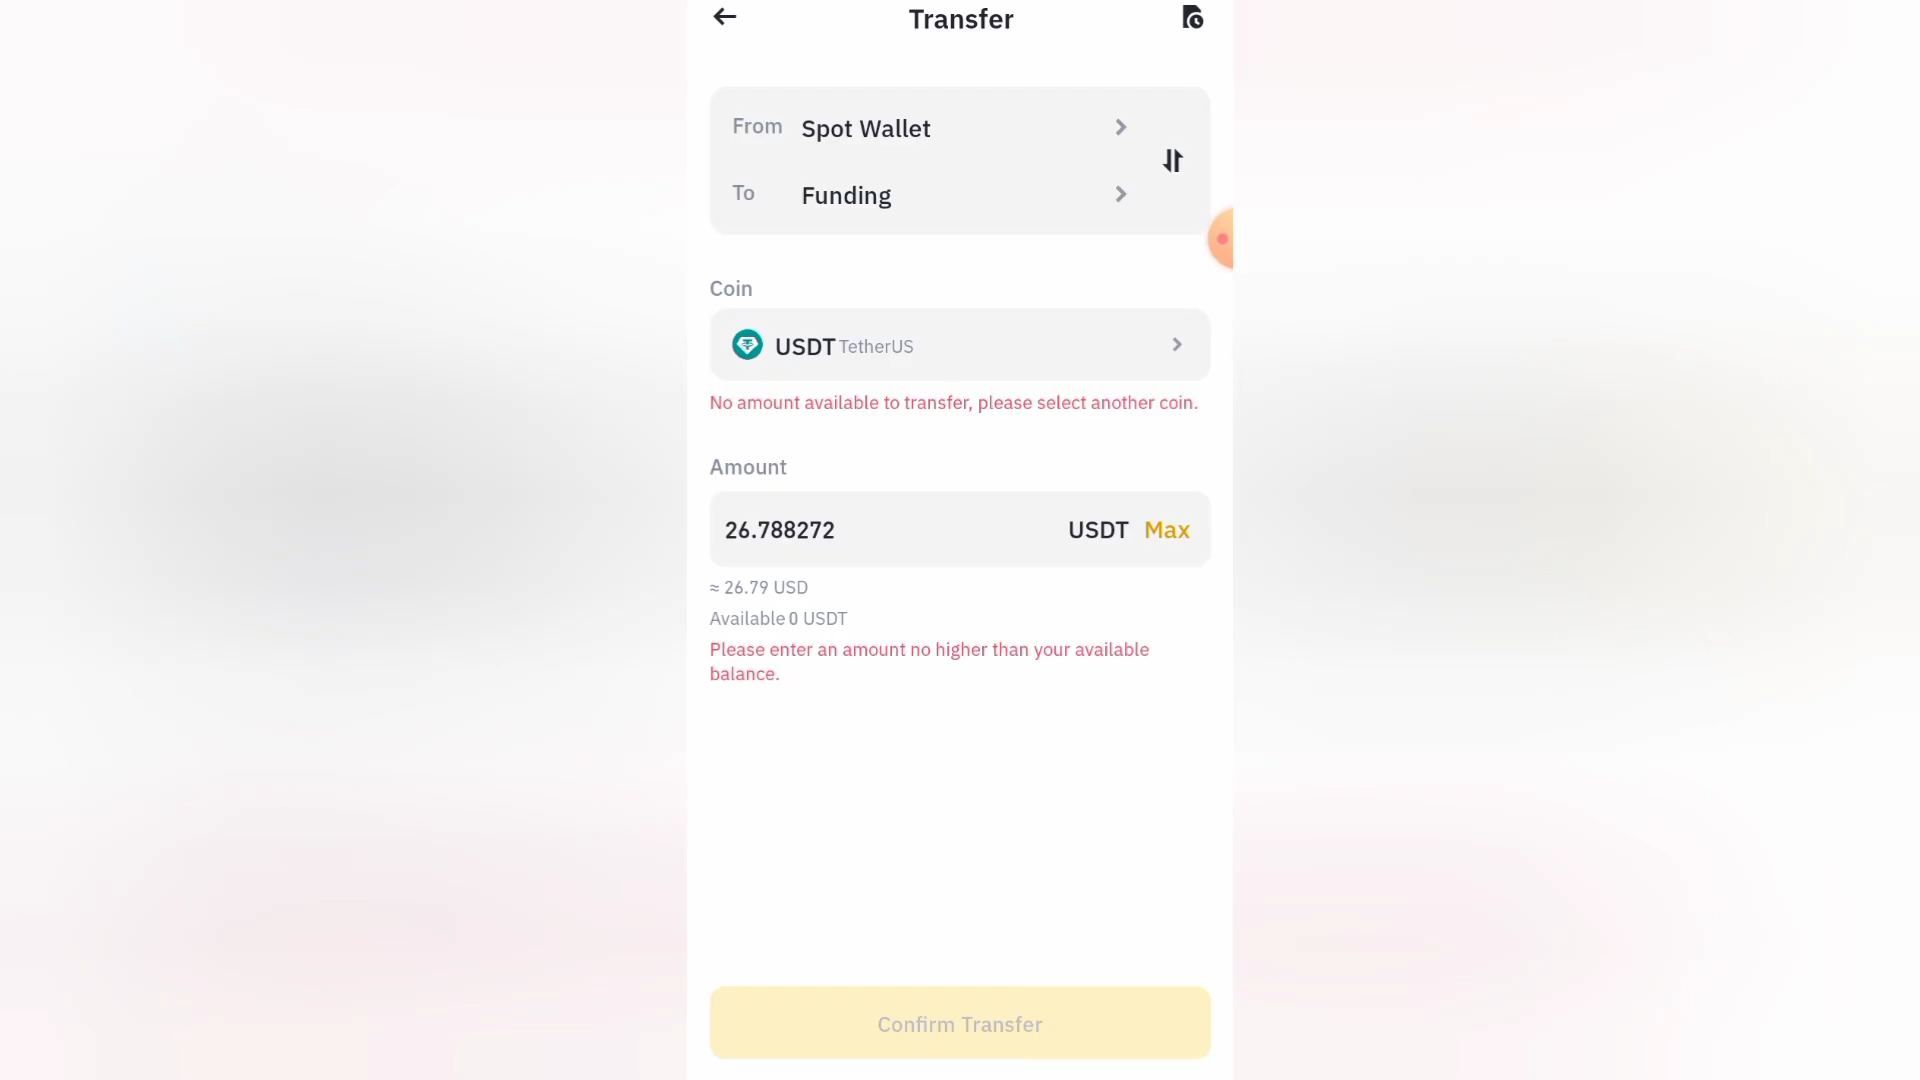 Transfer
From Spot Wallet
To Funding
Coin
USDT TetherUS
No amount available to transfer, please select another coin.
Amount
26.788272 USDT Max
≈ 26.79 USD
Available 0 USDT
Please enter an amount no higher than your available
balance.
Confirm Transfer